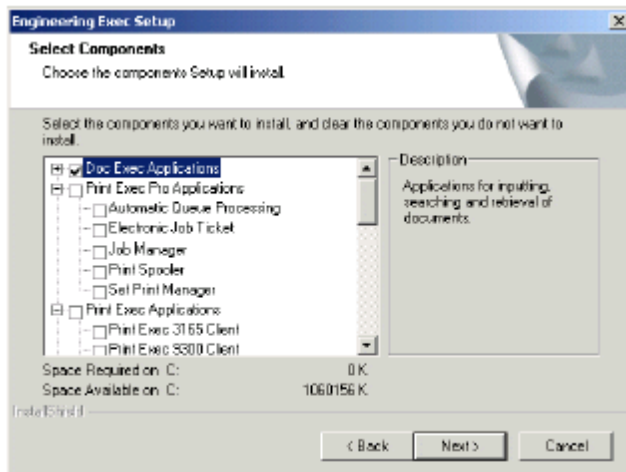 Engineering Exec Setup
Select Components
Choose the components Setup will install.
Select the components you want to install, and clear the components you do not want to
install.
Doc Exec Applications
Print Exec Pro Applications
Automatic Queue Processing
Electronic Job Ticket
Job Manager
Print Spooler
Set Print Manager
Print Exec Applications
Print Exec 3165 Client
Print Exec 9300 Client
Description
Applications for inputting,
searching and retrieval of
documents.
Space Required on C: 0 K
Space Available on C: 1060156 K
InstallShield
< Back Next > Cancel